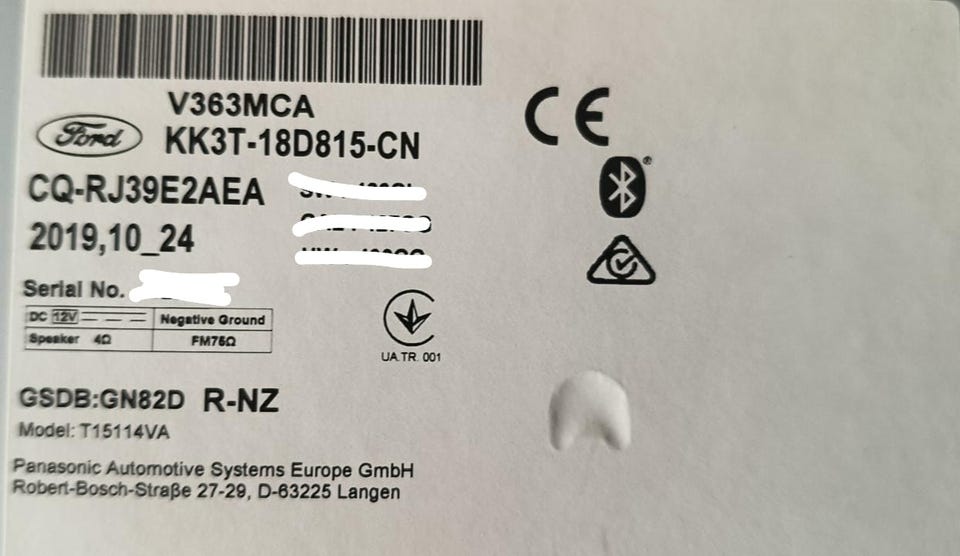 V363MCA
Ford
KK3T-18D815-CN
CQ-RJ39E2AEA
2019,10_24
Serial No.
DC 12V Negative Ground
Speaker 4Ω FM75Ω
UA.TR. 001
GSDB:GN82D R-NZ
Model: T15114VA
Panasonic Automotive Systems Europe GmbH
Robert-Bosch-Straße 27-29, D-63225 Langen
CE
®